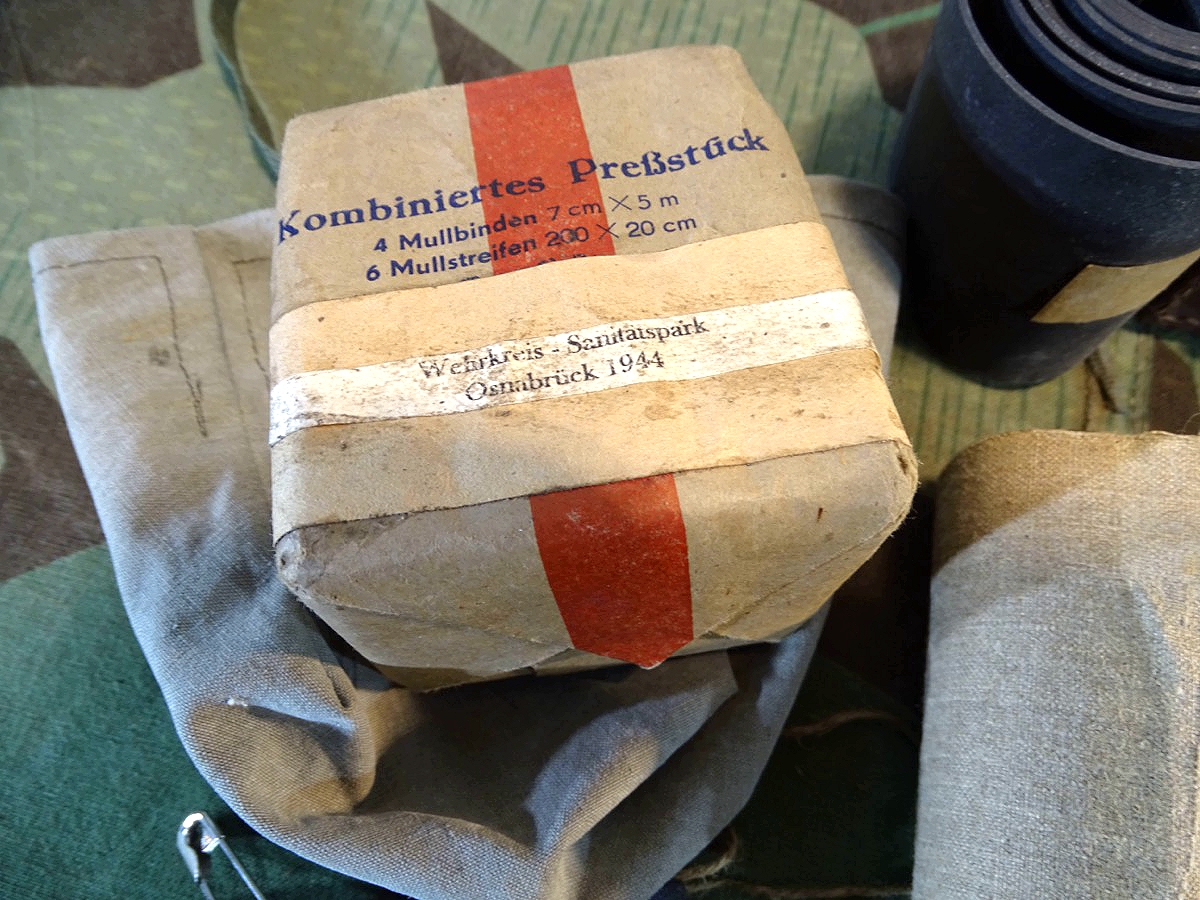 Kombiniertes Preßstück
4 Mullbinden 7 cm × 5 m
6 Mullstreifen 200 × 20 cm
Wehrkreis - Sanitätspark
Osnabrück 1944